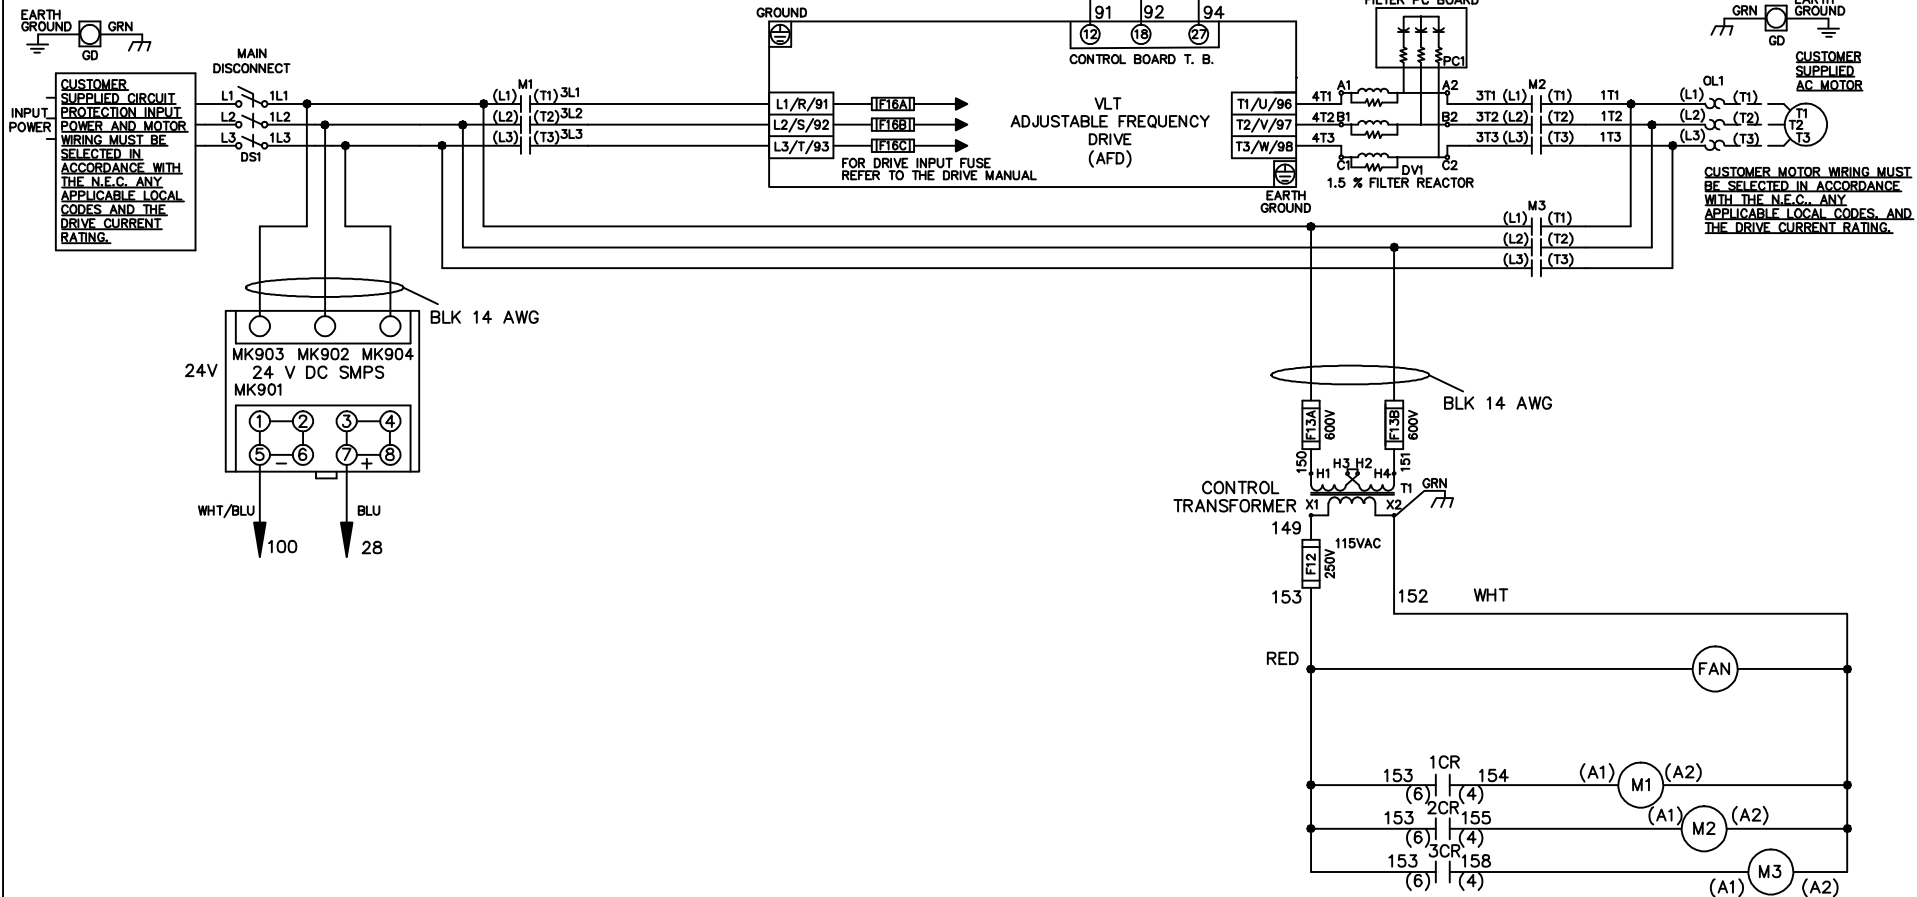 EARTH
GROUND
GRN
GD
GROUND
91 92 94
12 18 27
CONTROL BOARD T. B.
FILTER PC BOARD
PC1
GRN
EARTH
GROUND
GD
CUSTOMER
SUPPLIED
AC MOTOR
INPUT
POWER
CUSTOMER
SUPPLIED CIRCUIT
PROTECTION INPUT
POWER AND MOTOR
WIRING MUST BE
SELECTED IN
ACCORDANCE WITH
THE N.E.C. ANY
APPLICABLE LOCAL
CODES AND THE
DRIVE CURRENT
RATING.
MAIN
DISCONNECT
L1 1L1
L2 1L2
L3 1L3
DS1
M1
(L1) (T1) 3L1
(L2) (T2) 3L2
(L3) (T3) 3L3
L1/R/91 F16A
L2/S/92 F16B
L3/T/93 F16C
FOR DRIVE INPUT FUSE
REFER TO THE DRIVE MANUAL
VLT
ADJUSTABLE FREQUENCY
DRIVE
(AFD)
T1/U/96
T2/V/97
T3/W/98
EARTH
GROUND
4T1 A1 A2
4T2 B1 B2
4T3 C1 C2
DV1
1.5 % FILTER REACTOR
M2
3T1 (L1) (T1) 1T1
3T2 (L2) (T2) 1T2
3T3 (L3) (T3) 1T3
OL1
(L1) (T1)
(L2) (T2)
(L3) (T3)
T1
T2
T3
CUSTOMER MOTOR WIRING MUST
BE SELECTED IN ACCORDANCE
WITH THE N.E.C., ANY
APPLICABLE LOCAL CODES, AND
THE DRIVE CURRENT RATING.
M3
(L1) (T1)
(L2) (T2)
(L3) (T3)
BLK 14 AWG
24V
MK903 MK902 MK904
24 V DC SMPS
MK901
1 2 3 4
5 6 7 8
- +
WHT/BLU BLU
100 28
BLK 14 AWG
F13A 600V F13B 600V
150 151
H1 H3 H2 H4
T1
GRN
CONTROL
TRANSFORMER
X1 X2
149
115VAC
F12 250V
153
152 WHT
RED
FAN
1CR
153 154 (A1) M1 (A2)
(6) (4)
2CR
153 155 (A1) M2 (A2)
(6) (4)
3CR
153 158 M3
(6) (4) (A1) (A2)